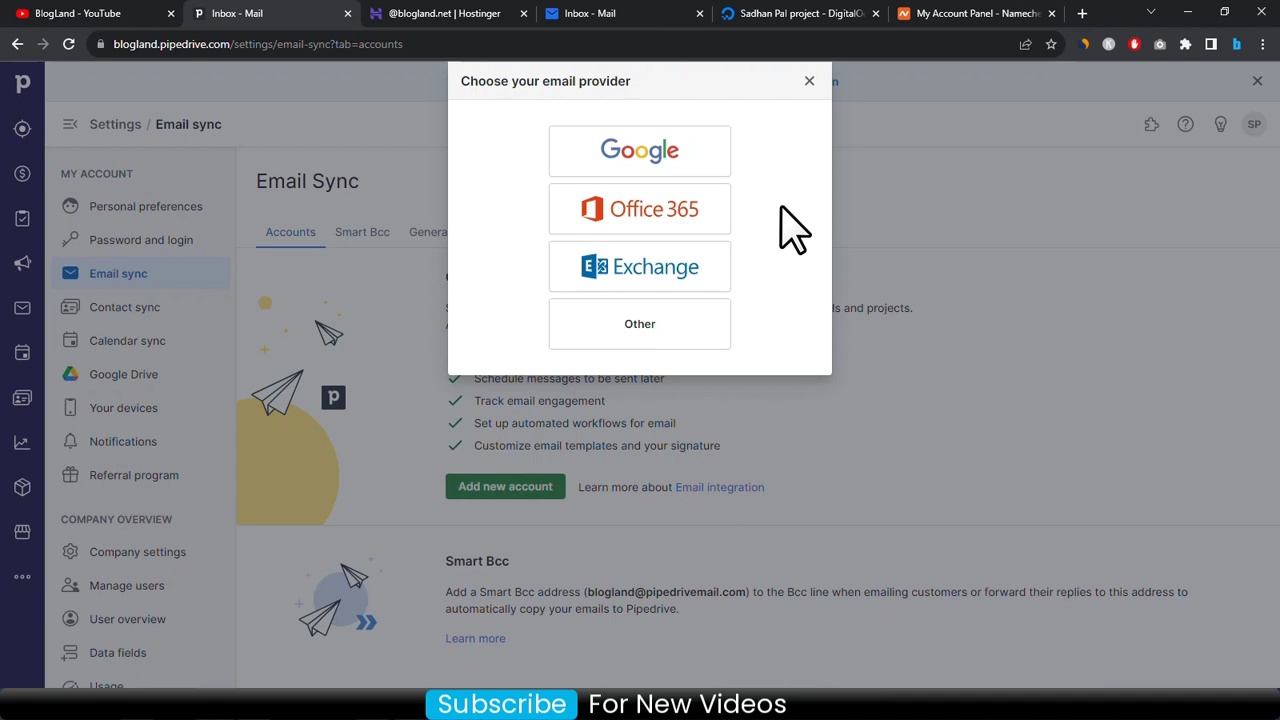 BlogLand - YouTube
Inbox - Mail
@blogland.net | Hostinger
Inbox - Mail
Sadhan Pal project - DigitalOc
My Account Panel - Nameche
blogland.pipedrive.com/settings/email-sync?tab=accounts
Choose your email provider
Settings / Email sync
SP
Google
Office 365
Exchange
Other
MY ACCOUNT
Personal preferences
Password and login
Email sync
Contact sync
Calendar sync
Google Drive
Your devices
Notifications
Referral program
COMPANY OVERVIEW
Company settings
Manage users
User overview
Data fields
Usage
Email Sync
Accounts Smart Bcc Genera
ds and projects.
Schedule messages to be sent later
Track email engagement
Set up automated workflows for email
Customize email templates and your signature
Add new account Learn more about Email integration
Smart Bcc
Add a Smart Bcc address (blogland@pipedrivemail.com) to the Bcc line when emailing customers or forward their replies to this address to
automatically copy your emails to Pipedrive.
Learn more
Subscribe For New Videos